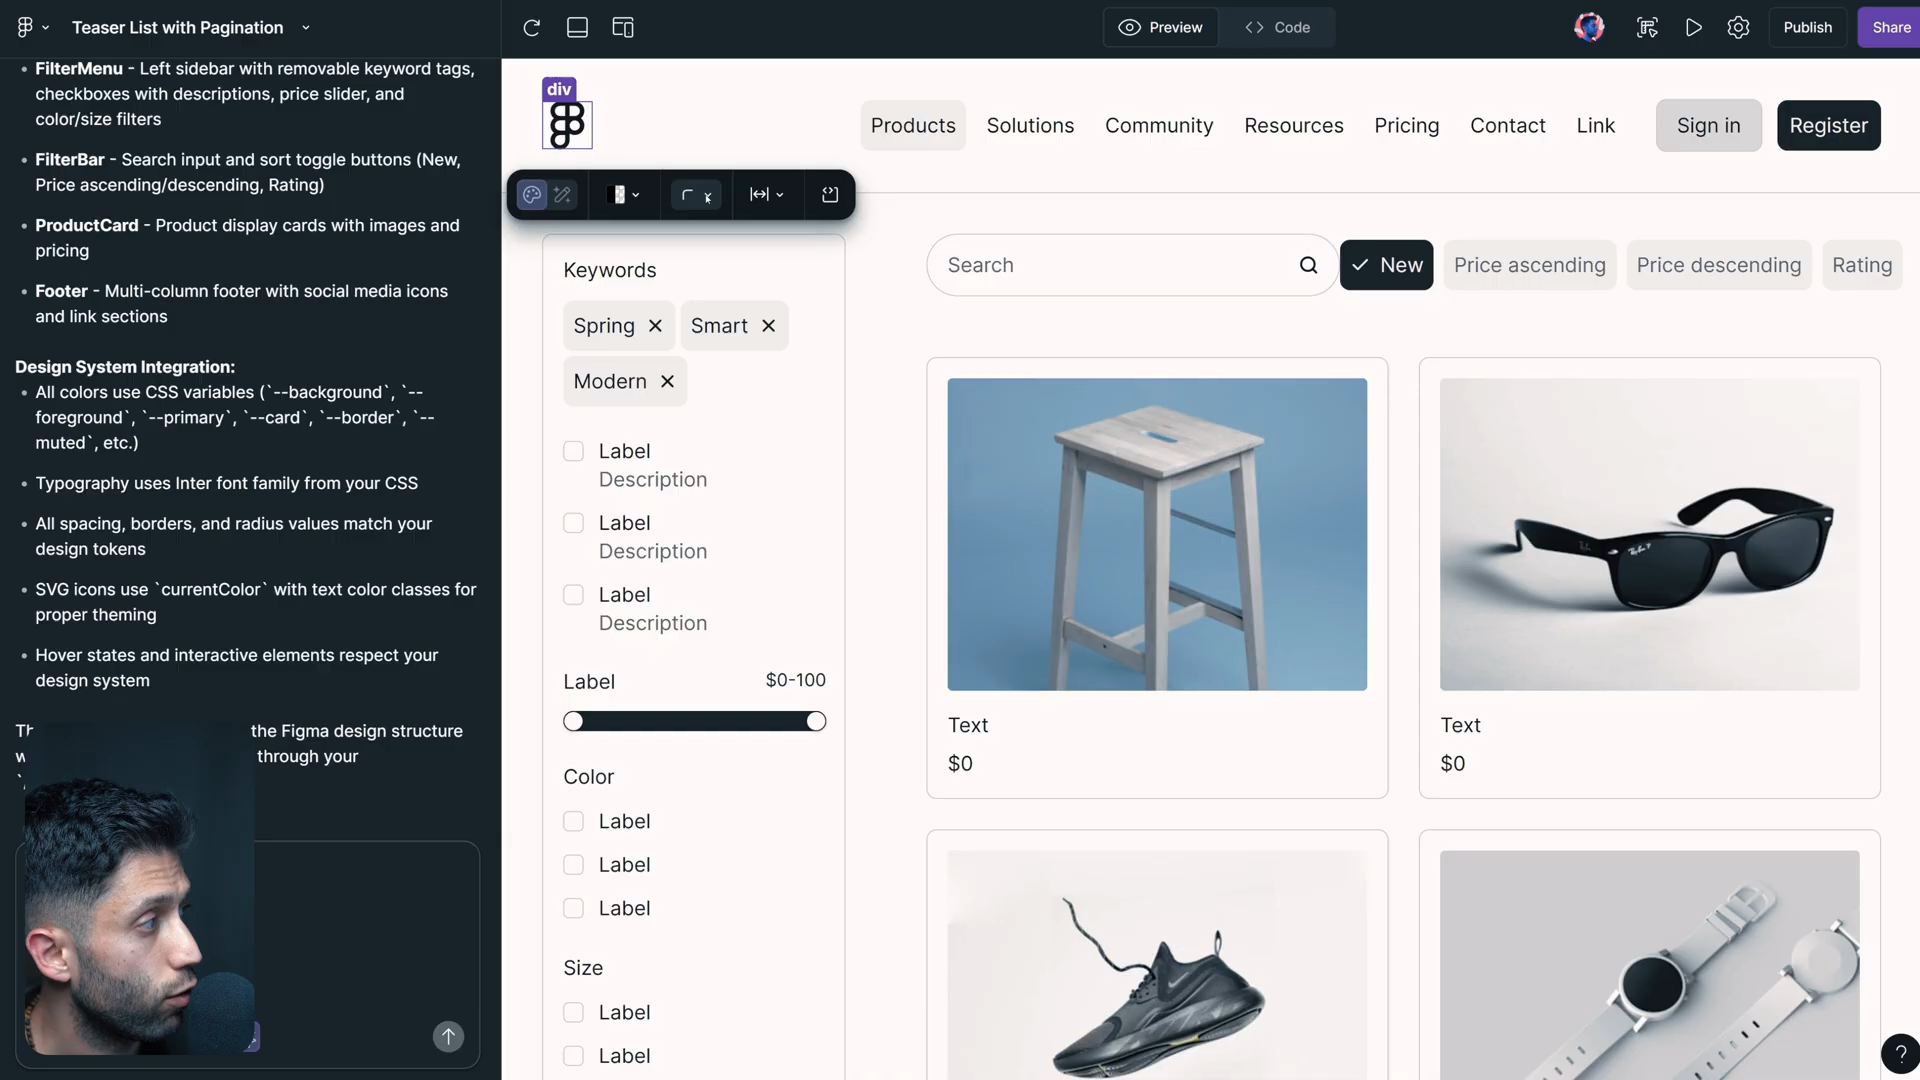 Teaser List with Pagination
FilterMenu - Left sidebar with removable keyword tags,
checkboxes with descriptions, price slider, and
color/size filters
FilterBar - Search input and sort toggle buttons (New,
Price ascending/descending, Rating)
ProductCard - Product display cards with images and
pricing
Footer - Multi-column footer with social media icons
and link sections
Design System Integration:
All colors use CSS variables (`--background`,`--
foreground`, `--primary`, `--card`, `--border`,`--
muted`, etc.)
Typography uses Inter font family from your CSS
All spacing, borders, and radius values match your
design tokens
SVG icons use `currentColor` with text color classes for
proper theming
Hover states and interactive elements respect your
design system
the Figma design structure
through your
Preview
Code
Publish
Share
div
Products
Solutions
Community
Resources
Pricing
Contact
Link
Sign in
Register
Keywords
Spring
Smart
Modern
Label
Description
Label
Description
Label
Description
Label
$0-100
Color
Label
Label
Label
Size
Label
Label
Search
New
Price ascending
Price descending
Rating
Text
$0
Text
$0
?